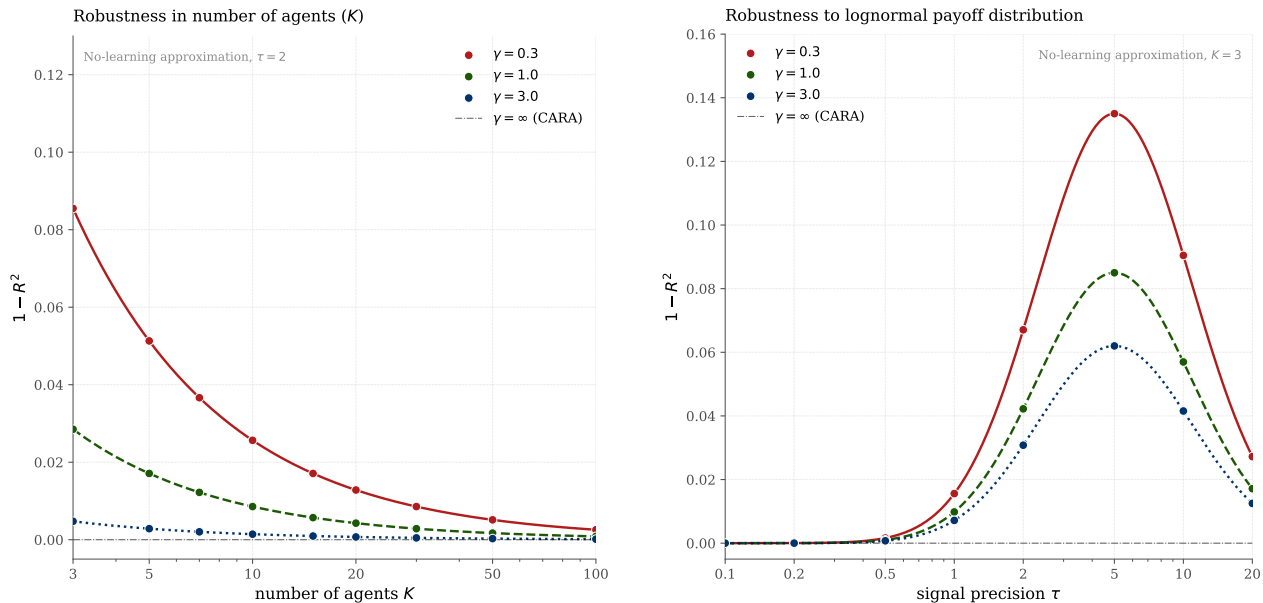 Robustness in number of agents (K)
No-learning approximation, τ = 2
γ = 0.3
γ = 1.0
γ = 3.0
γ = ∞ (CARA)
1 − R²
0.12
0.10
0.08
0.06
0.04
0.02
0.00
3 5 10 20 50 100
number of agents K
Robustness to lognormal payoff distribution
No-learning approximation, K = 3
γ = 0.3
γ = 1.0
γ = 3.0
γ = ∞ (CARA)
1 − R²
0.16
0.14
0.12
0.10
0.08
0.06
0.04
0.02
0.00
0.1 0.2 0.5 1 2 5 10 20
signal precision τ